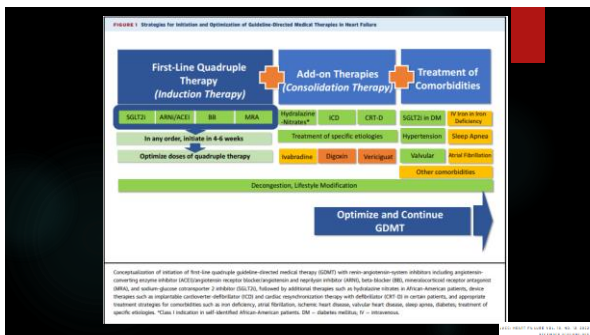 FIGURE 1 Strategies for Initiation and Optimization of Guideline-Directed Medical Therapies in Heart Failure
First-Line Quadruple
Therapy
(Induction Therapy)
Add-on Therapies
(Consolidation Therapy)
Treatment of
Comorbidities
SGLT2i
ARNI/ACEI
BB
MRA
Hydralazine
-Nitrates*
ICD
CRT-D
SGLT2i in DM
IV Iron in Iron
Deficiency
In any order, initiate in 4-6 weeks
Treatment of specific etiologies
Hypertension
Sleep Apnea
Optimize doses of quadruple therapy
Ivabradine
Digoxin
Vericiguat
Valvular
Atrial Fibrillation
Other comorbidities
Decongestion, Lifestyle Modification
Optimize and Continue
GDMT
Conceptualization of initiation of first-line quadruple guideline-directed medical therapy (GDMT) with renin-angiotensin-system inhibitors including angiotensin-
converting enzyme inhibitor (ACEI)/angiotensin receptor blocker/angiotensin and neprilysin inhibitor (ARNI), beta-blocker (BB), mineralocorticoid receptor antagonist
(MRA), and sodium-glucose cotransporter 2 inhibitor (SGLT2i), followed by additional therapies such as hydralazine nitrates in African-American patients, device
therapies such as implantable cardioverter-defibrillator (ICD) and cardiac resynchronization therapy with defibrillator (CRT-D) in certain patients, and appropriate
treatment strategies for comorbidities such as iron deficiency, atrial fibrillation, ischemic heart disease, valvular heart disease, sleep apnea, diabetes, and treatment of
specific etiologies. *Class I indication in self-identified African-American patients. DM = diabetes mellitus; IV = intravenous.